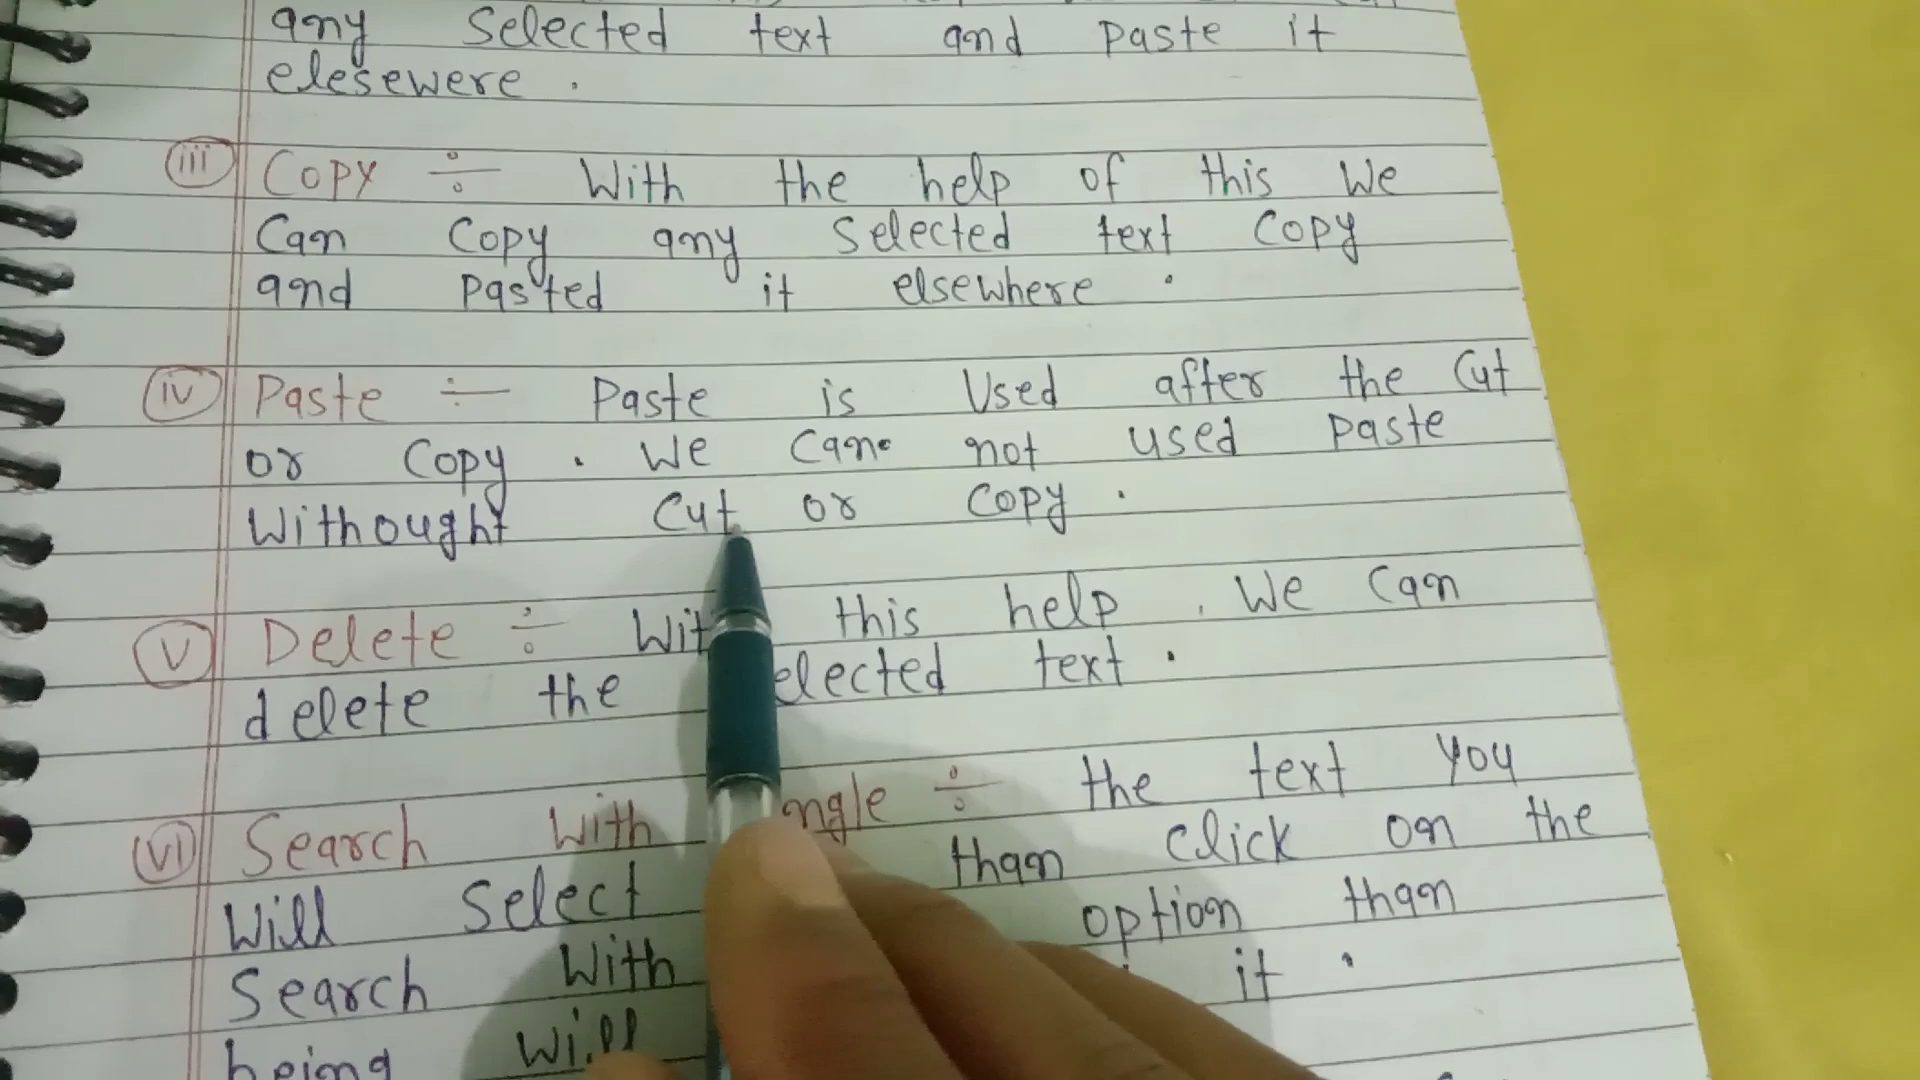 any selected text and paste it
elesewere .
(iii) Copy ÷ With the help of this We
Can Copy any selected text Copy
and Pasted it elsewhere .
(iv) Paste ÷ Paste is Used after the Cut
or Copy . We Can not used paste
Withought Cut or Copy .
(v) Delete ÷ this help . We Can
delete the text .
(vi) Search With ÷ the text you
Will Select than click on the
Search With option than
being Will it .